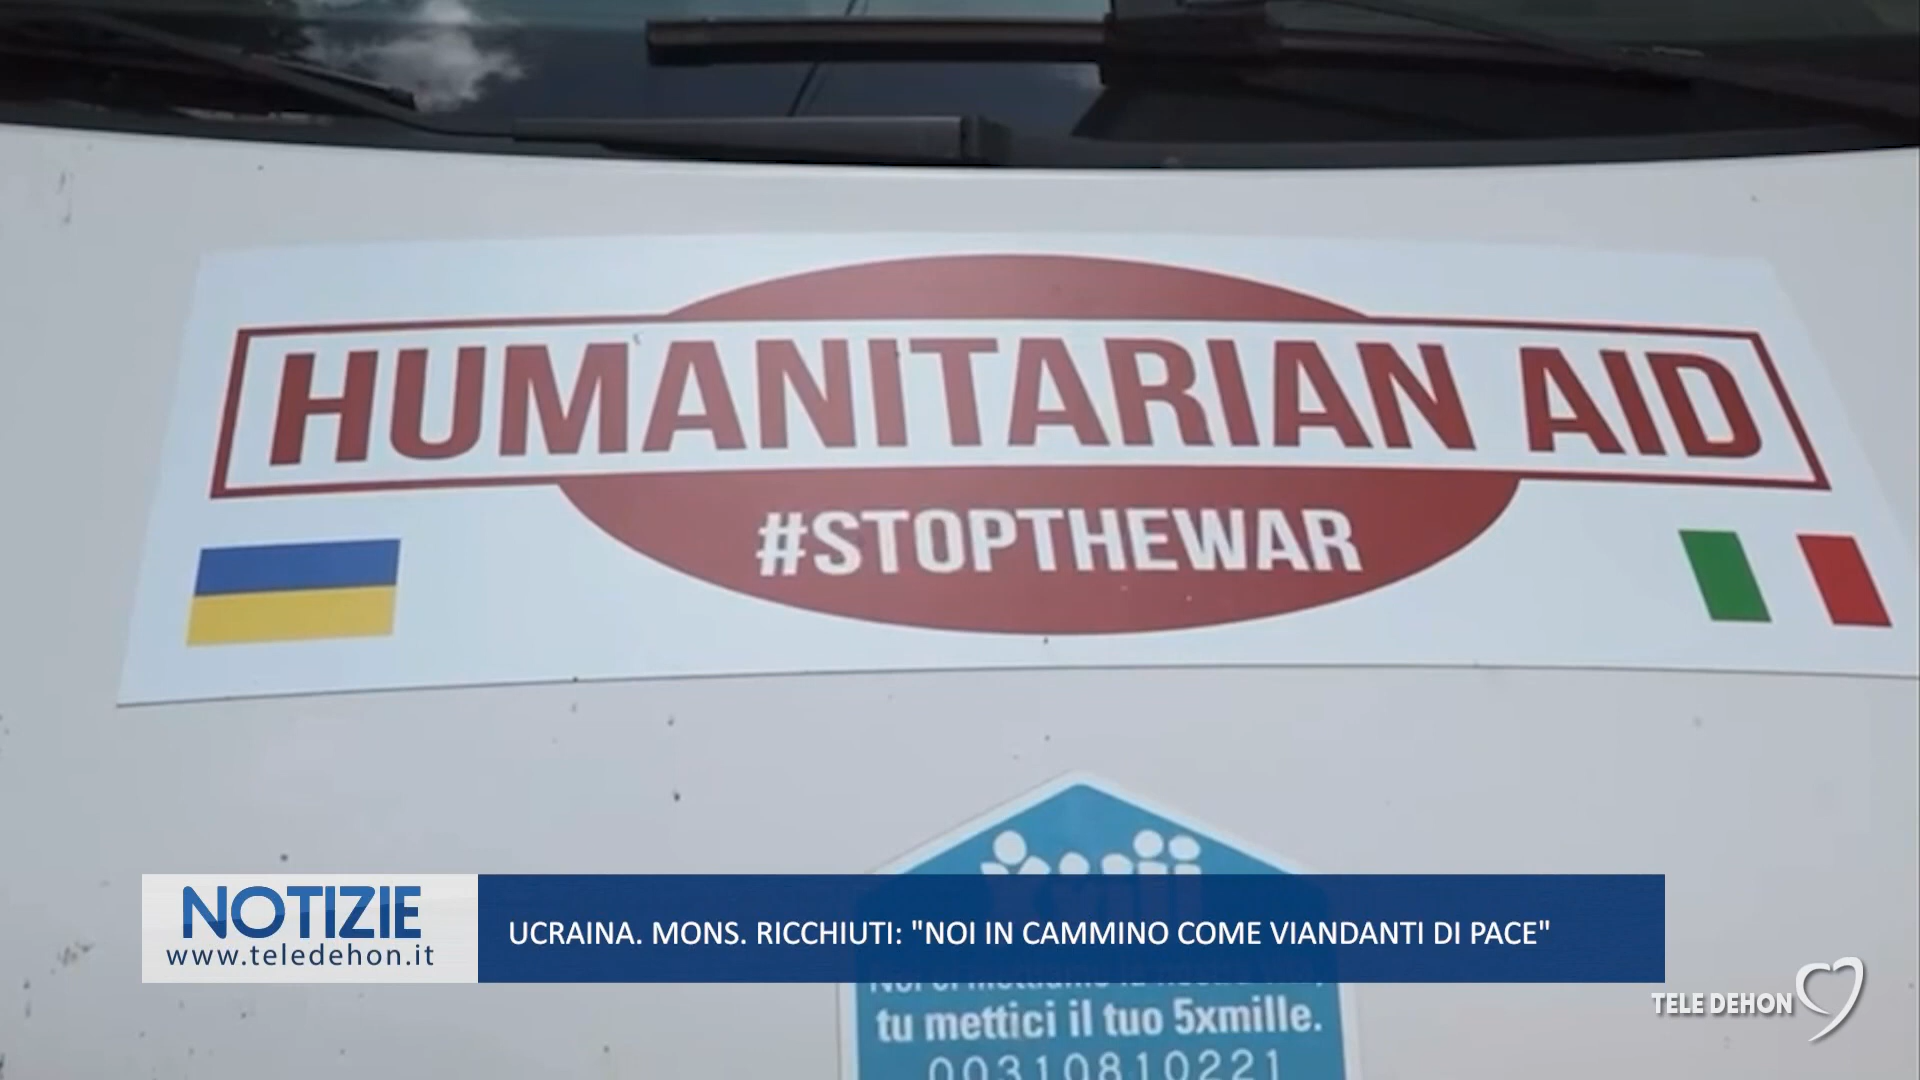 HUMANITARIAN AID
#STOPTHEWAR
NOTIZIE
www.teledehon.it
UCRAINA. MONS. RICCHIUTI: "NOI IN CAMMINO COME VIANDANTI DI PACE"
tu mettici il tuo 5xmille.
00310810221
TELE DEHON